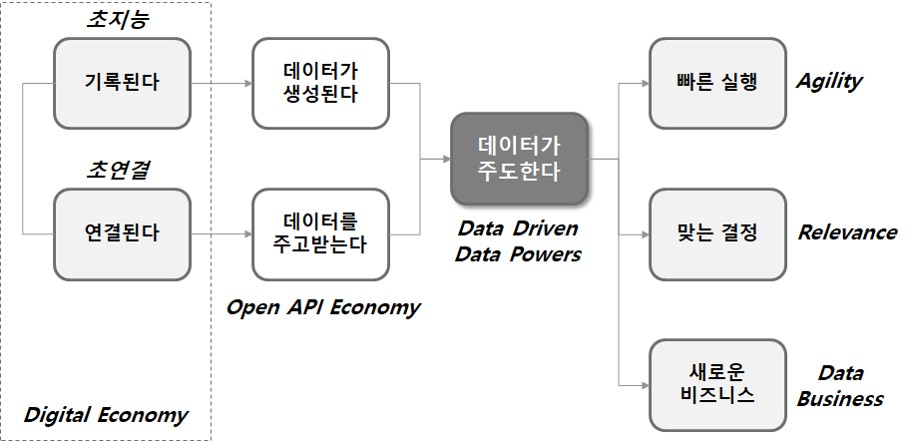 초지능
기록된다
초연결
연결된다
Digital Economy
데이터가
생성된다
데이터를
주고받는다
Open API Economy
데이터가
주도한다
Data Driven
Data Powers
빠른 실행
Agility
맞는 결정
Relevance
새로운
비즈니스
Data
Business